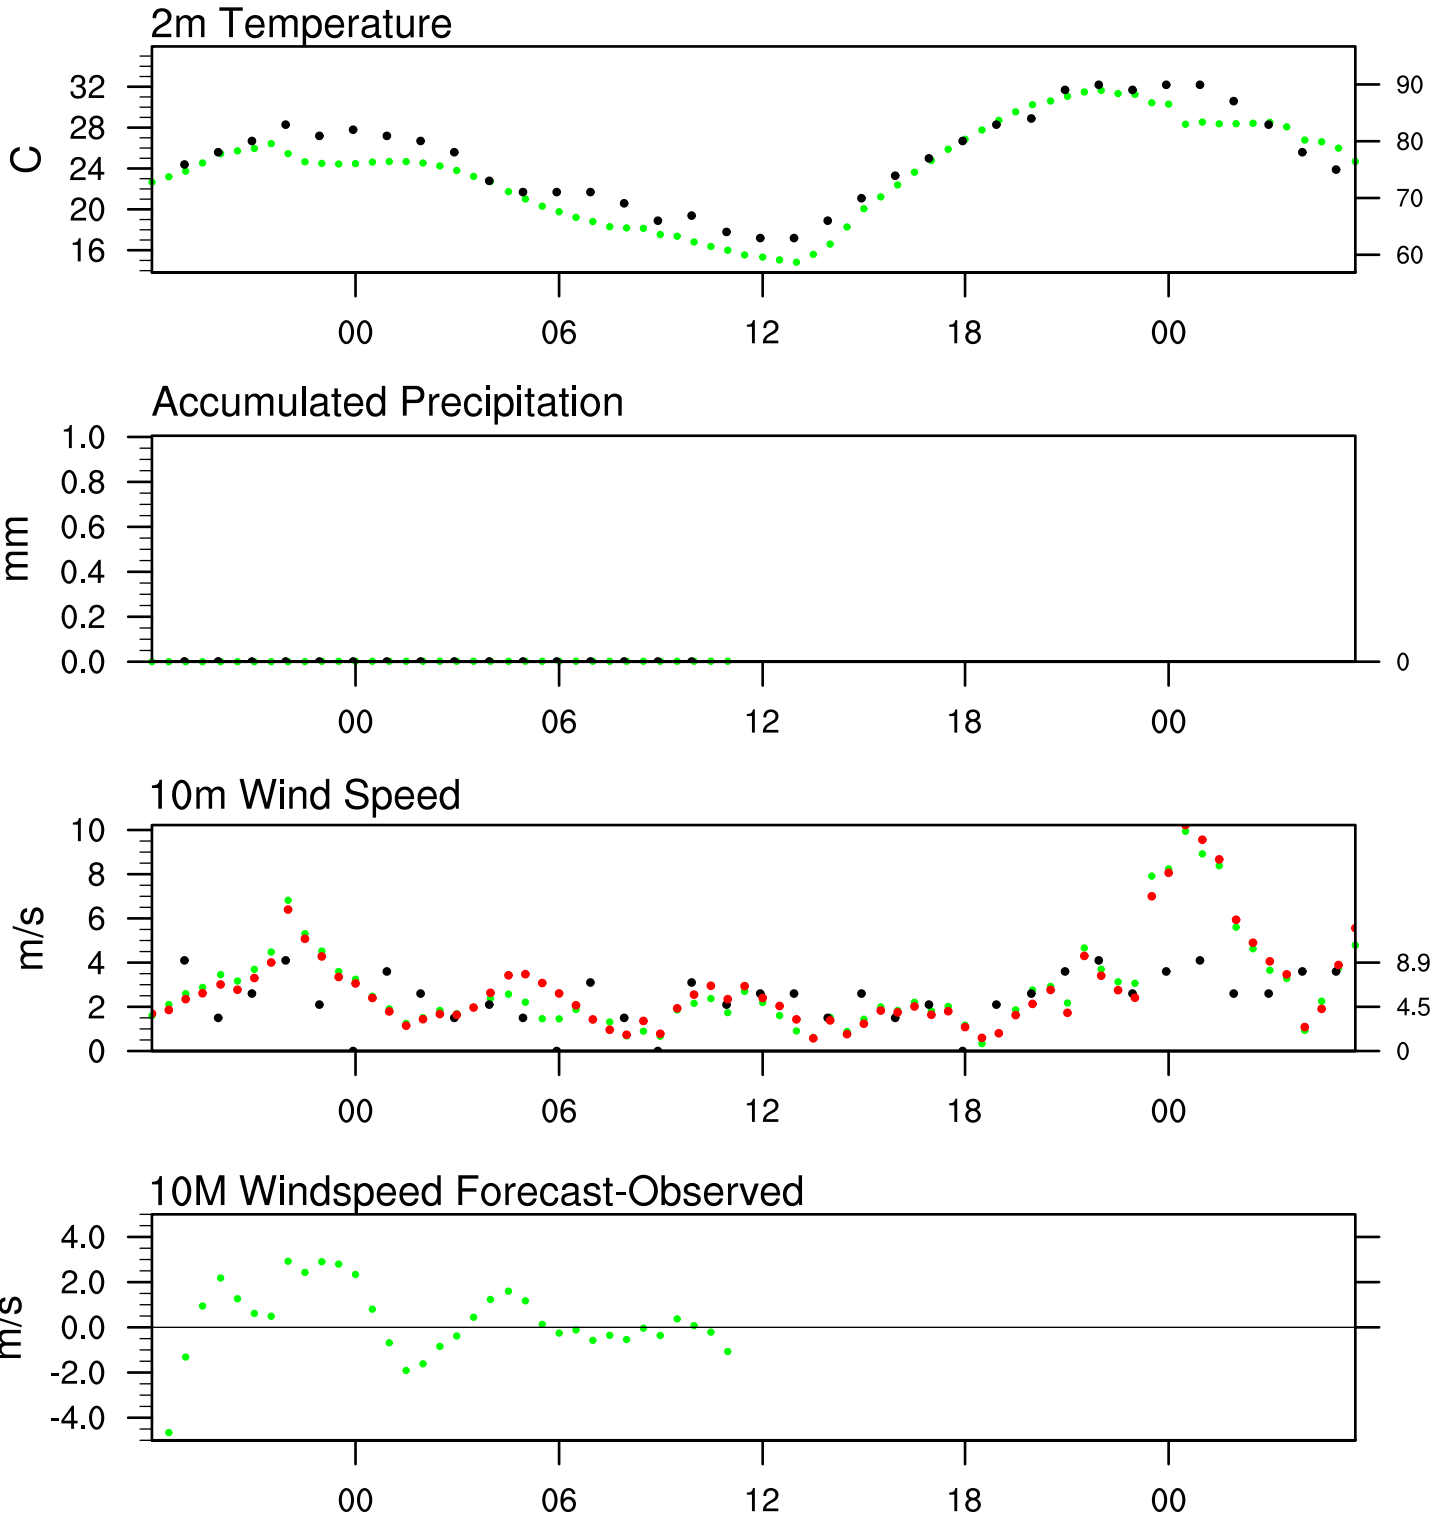 2m Temperature
C
32
28
24
20
16
90
80
70
60
00 06 12 18 00
Accumulated Precipitation
mm
1.0
0.8
0.6
0.4
0.2
0.0
0
00 06 12 18 00
10m Wind Speed
m/s
10
8
6
4
2
0
8.9
4.5
0
00 06 12 18 00
10M Windspeed Forecast-Observed
m/s
4.0
2.0
0.0
-2.0
-4.0
00 06 12 18 00